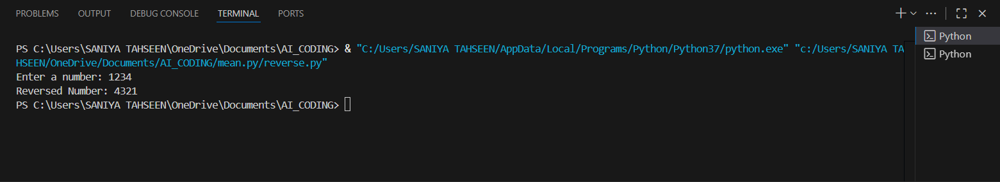 PROBLEMS OUTPUT DEBUG CONSOLE TERMINAL PORTS
PS C:\Users\SANIYA TAHSEEN\OneDrive\Documents\AI_CODING> & "C:/Users/SANIYA TAHSEEN/AppData/Local/Programs/Python/Python37/python.exe" "c:/Users/SANIYA TA
HSEEN/OneDrive/Documents/AI_CODING/mean.py/reverse.py"
Enter a number: 1234
Reversed Number: 4321
PS C:\Users\SANIYA TAHSEEN\OneDrive\Documents\AI_CODING>
Python
Python